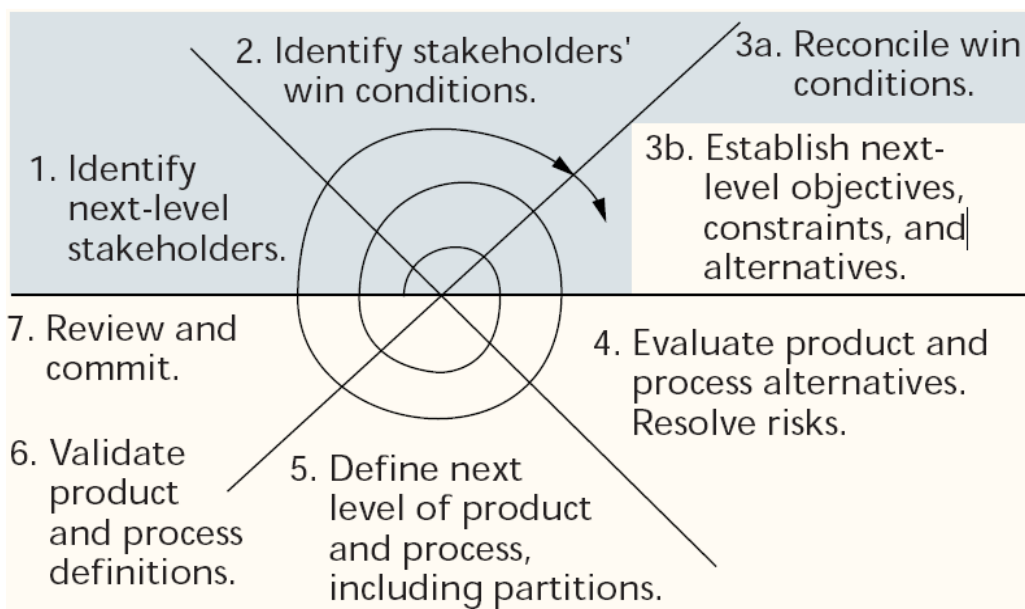 1. Identify
next-level
stakeholders.
2. Identify stakeholders'
win conditions.
3a. Reconcile win
conditions.
3b. Establish next-
level objectives,
constraints, and
alternatives.
4. Evaluate product and
process alternatives.
Resolve risks.
5. Define next
level of product
and process,
including partitions.
6. Validate
product
and process
definitions.
7. Review and
commit.